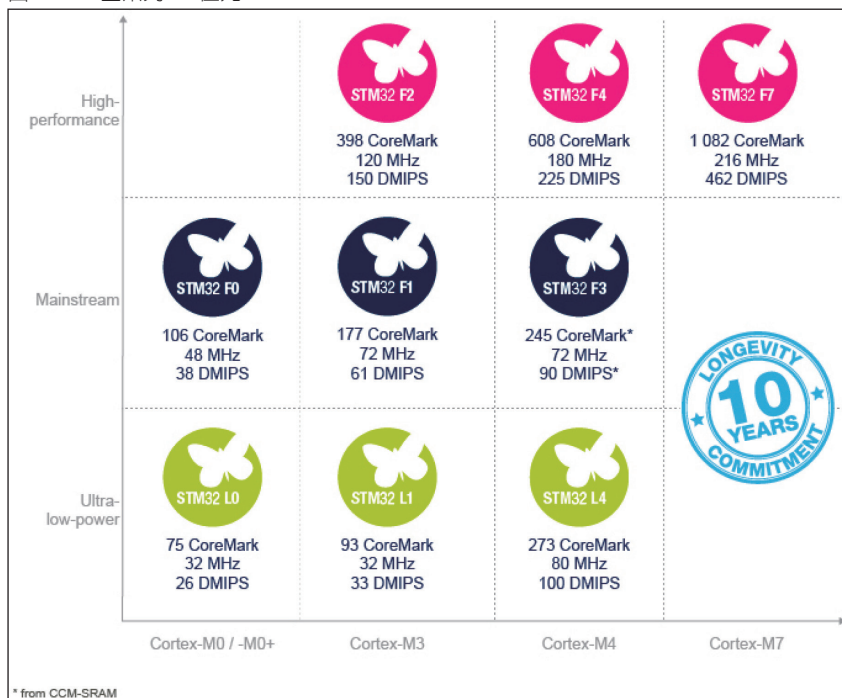 High-
performance
STM32 F2
398 CoreMark
120 MHz
150 DMIPS
STM32 F4
608 CoreMark
180 MHz
225 DMIPS
STM32 F7
1 082 CoreMark
216 MHz
462 DMIPS
Mainstream
STM32 F0
106 CoreMark
48 MHz
38 DMIPS
STM32 F1
177 CoreMark
72 MHz
61 DMIPS
STM32 F3
245 CoreMark*
72 MHz
90 DMIPS*
LONGEVITY
10
YEARS
COMMITMENT
Ultra-
low-power
STM32 L0
75 CoreMark
32 MHz
26 DMIPS
STM32 L1
93 CoreMark
32 MHz
33 DMIPS
STM32 L4
273 CoreMark
80 MHz
100 DMIPS
Cortex-M0 / -M0+
Cortex-M3
Cortex-M4
Cortex-M7
* from CCM-SRAM